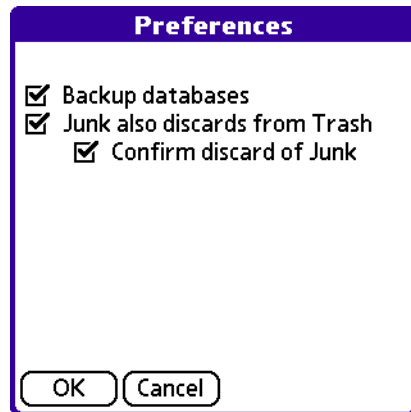 Preferences
Backup databases
Junk also discards from Trash
Confirm discard of Junk
OK Cancel